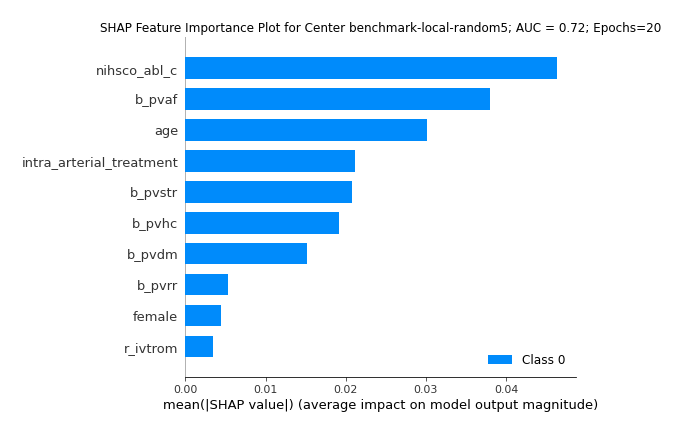 SHAP Feature Importance Plot for Center benchmark-local-random5; AUC = 0.72; Epochs=20
nihsco_abl_c
b_pvaf
age
intra_arterial_treatment
b_pvstr
b_pvhc
b_pvdm
b_pvrr
female
r_ivtrom
Class 0
0.00 0.01 0.02 0.03 0.04
mean(|SHAP value|) (average impact on model output magnitude)